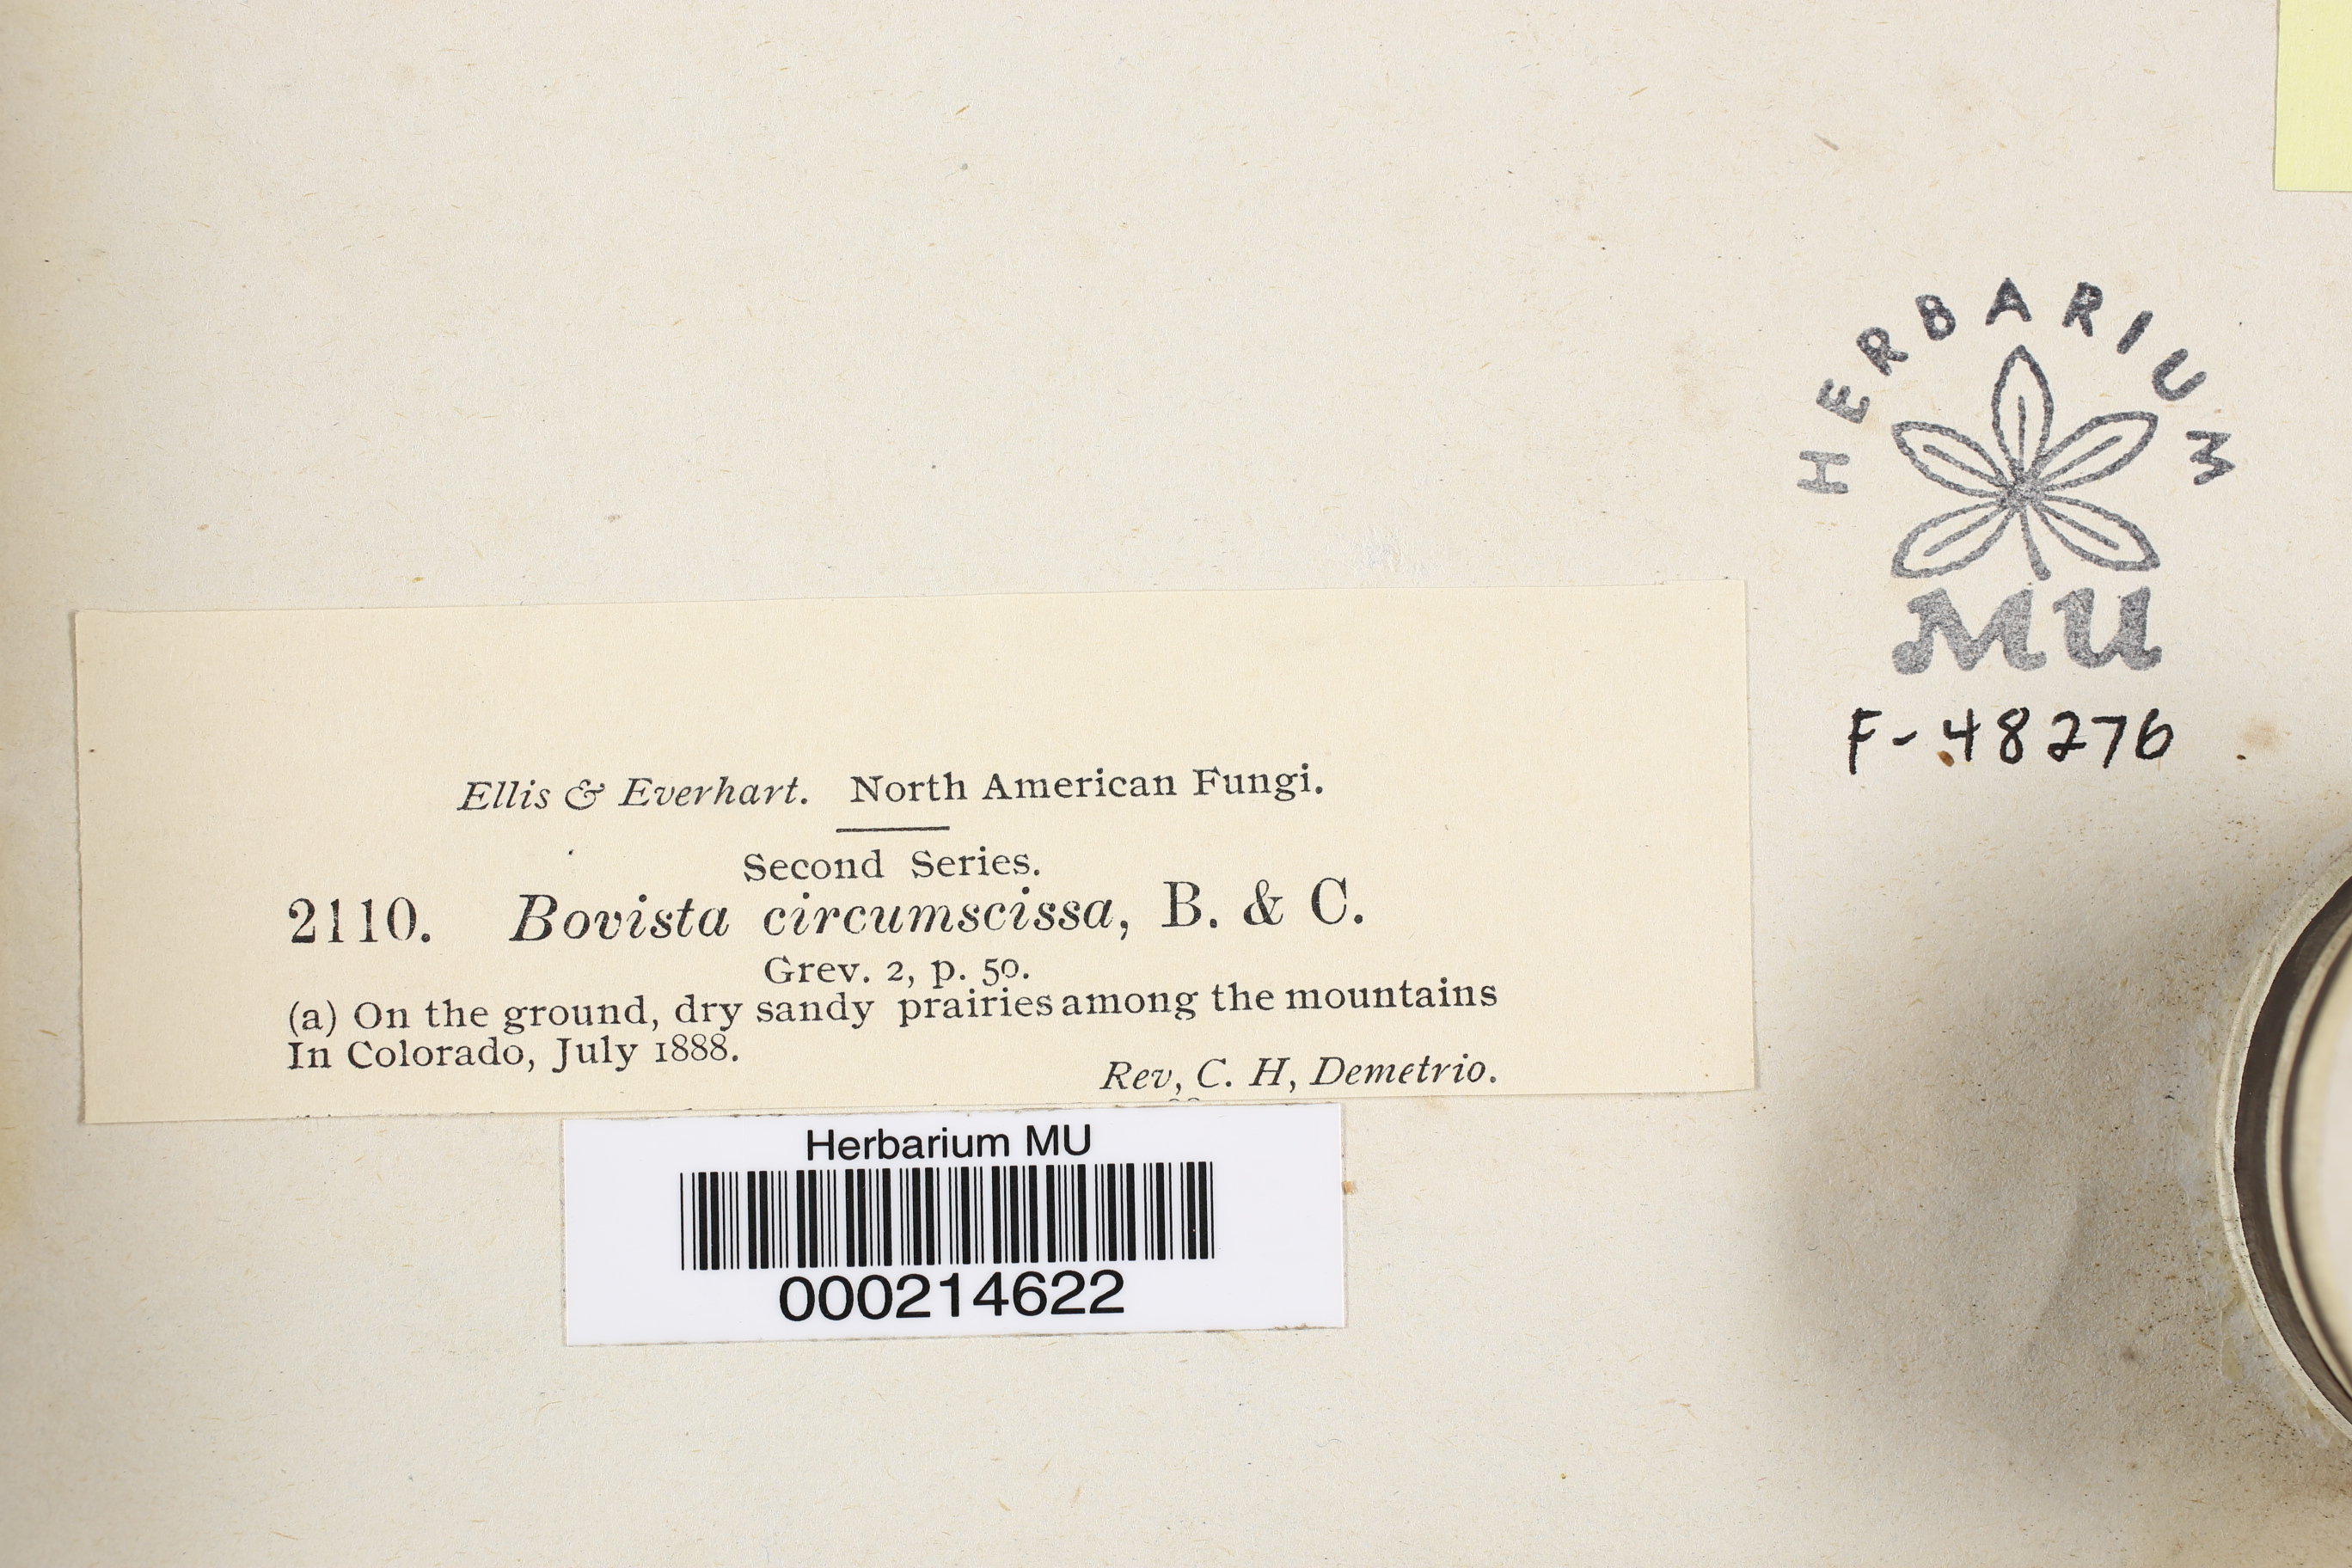 HERBARIUM
MU
F-48276
Ellis & Everhart. North American Fungi.
Second Series.
2110. Bovista circumscissa, B. & C.
Grev. 2, p. 50.
(a) On the ground, dry sandy prairies among the mountains
In Colorado, July 1888.
Rev, C. H, Demetrio.
Herbarium MU
000214622